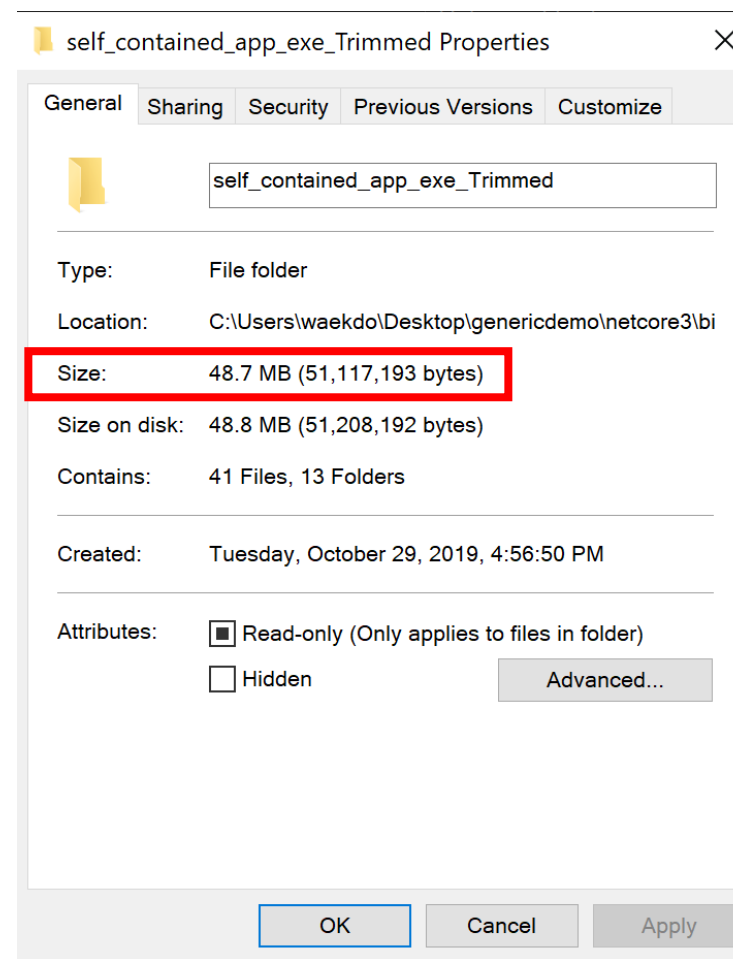 self_contained_app_exe_Trimmed Properties
General Sharing Security Previous Versions Customize
self_contained_app_exe_Trimmed
Type: File folder
Location: C:\Users\waekdo\Desktop\genericdemo\netcore3\bi
Size: 48.7 MB (51,117,193 bytes)
Size on disk: 48.8 MB (51,208,192 bytes)
Contains: 41 Files, 13 Folders
Created: Tuesday, October 29, 2019, 4:56:50 PM
Attributes: Read-only (Only applies to files in folder)
Hidden Advanced...
OK Cancel Apply